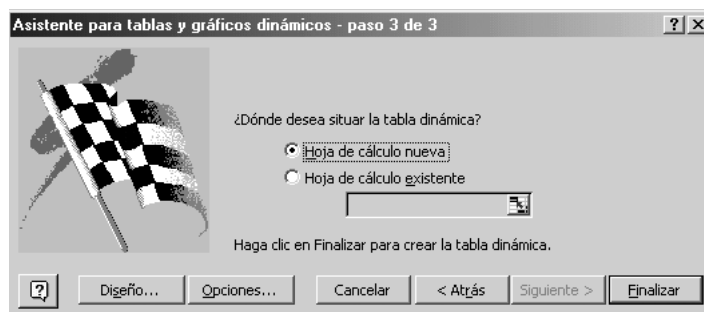 Asistente para tablas y gráficos dinámicos - paso 3 de 3
¿Dónde desea situar la tabla dinámica?
Hoja de cálculo nueva
Hoja de cálculo existente
Haga clic en Finalizar para crear la tabla dinámica.
Diseño... Opciones... Cancelar < Atrás Siguiente > Finalizar